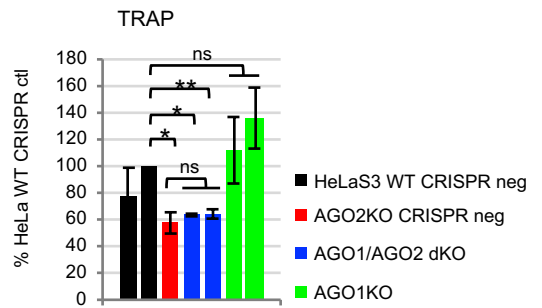 TRAP
% HeLa WT CRISPR ctl
180
160
140
120
100
80
60
40
20
0
ns
**
*
*
ns
HeLaS3 WT CRISPR neg
AGO2KO CRISPR neg
AGO1/AGO2 dKO
AGO1KO